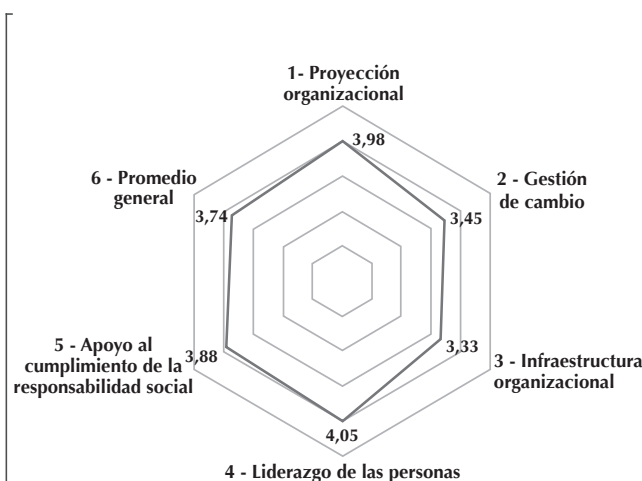 1- Proyección
organizacional
3,98
6 - Promedio
general
3,74
2 - Gestión
de cambio
3,45
5 - Apoyo al
cumplimiento de la
responsabilidad social
3,88
3,33
3 - Infraestructura
organizacional
4,05
4 - Liderazgo de las personas